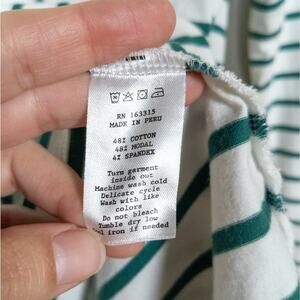 RN 163315
MADE IN PERU
48% COTTON
48% MODAL
4% SPANDEX
Turn garment
inside out
Machine wash cold
Delicate cycle
Wash with like
colors
Do not bleach
Tumble dry low
iron if needed